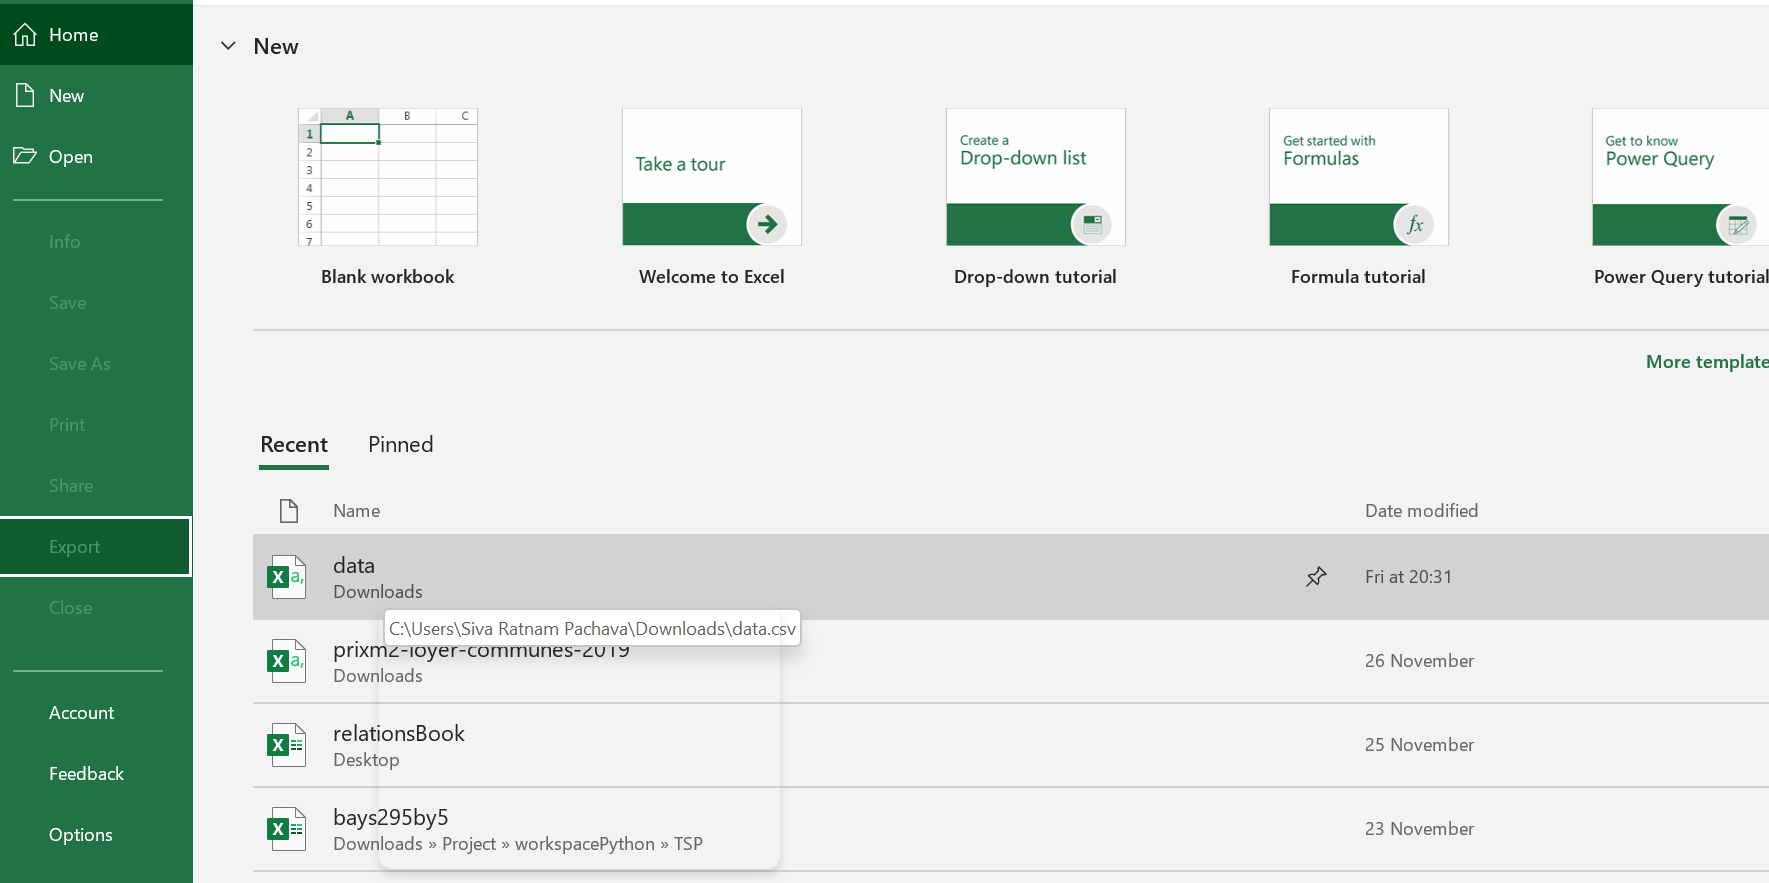 Home
New
Open
Info
Save
Save As
Print
Share
Export
Close
Account
Feedback
Options
New
A B C
1
2
3
4
5
6
7
Blank workbook
Take a tour
Welcome to Excel
Create a
Drop-down list
Drop-down tutorial
Get started with
Formulas
fx
Formula tutorial
Get to know
Power Query
Power Query tutorial
More template
Recent Pinned
Name Date modified
data
Downloads
Fri at 20:31
C:\Users\Siva Ratnam Pachava\Downloads\data.csv
prixm2-loyer-communes-2019
Downloads
26 November
relationsBook
Desktop
25 November
bays295by5
Downloads » Project » workspacePython » TSP
23 November